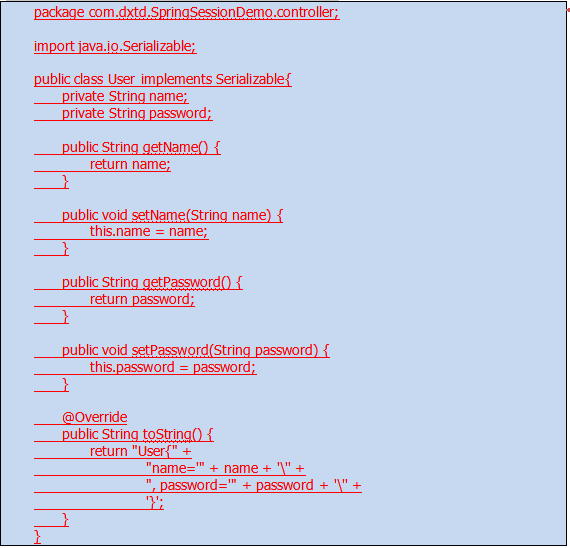 package com.dxtd.SpringSessionDemo.controller;
import java.io.Serializable;
public class User implements Serializable{
private String name;
private String password;
public String getName() {
return name;
}
public void setName(String name) {
this.name = name;
}
public String getPassword() {
return password;
}
public void setPassword(String password) {
this.password = password;
}
@Override
public String toString() {
return "User{" +
"name='" + name + '\'' +
", password='" + password + '\'' +
'}';
}
}